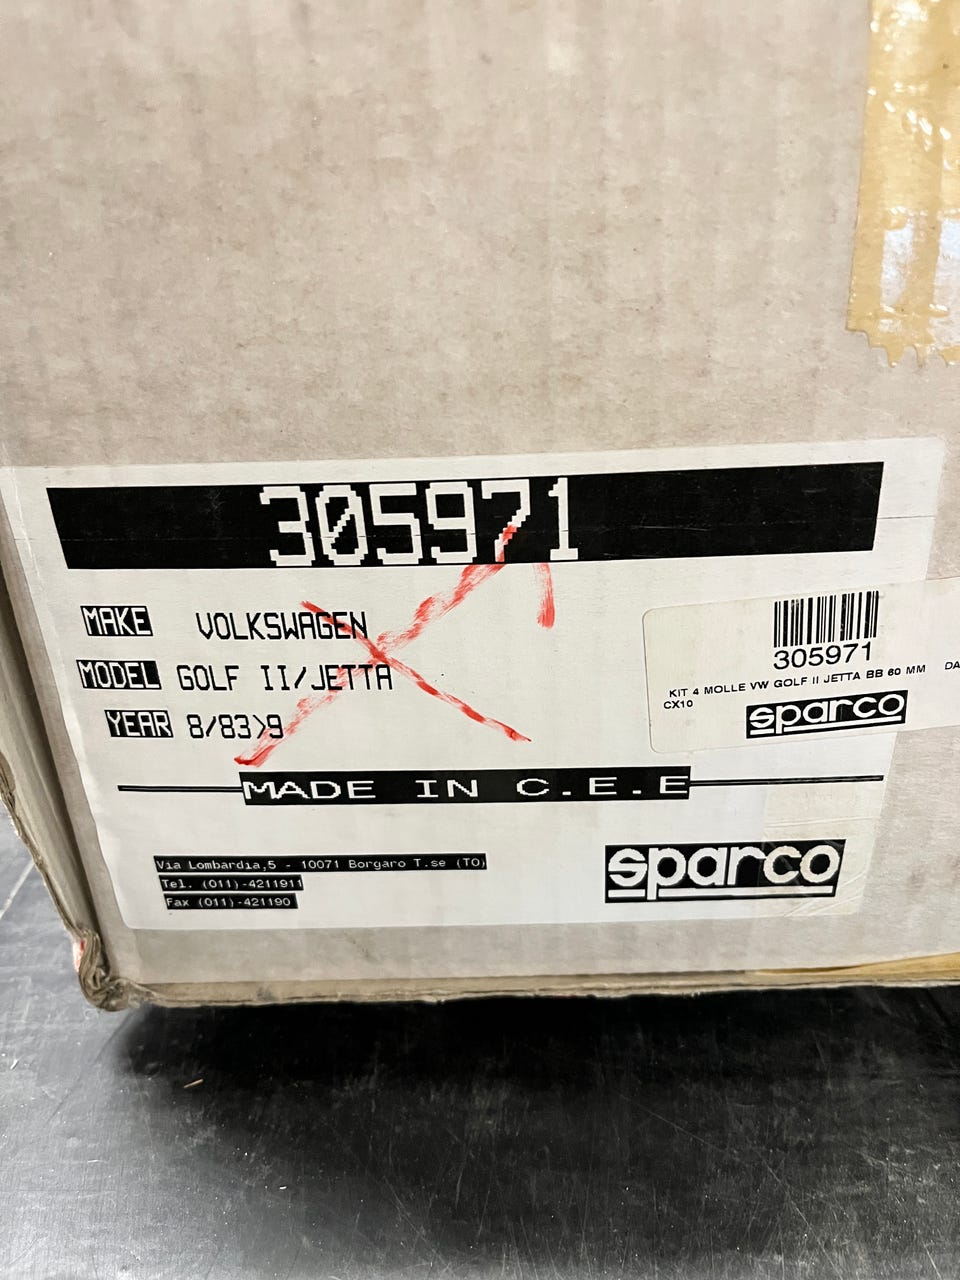 305971
MAKE VOLKSWAGEN
MODEL GOLF II/JETTA
YEAR 8/83>9
MADE IN C.E.E
Via Lombardia,5 - 10071 Borgaro T.se (TO)
Tel. (011)-4211911
Fax (011)-421190
sparco
305971
KIT 4 MOLLE VW GOLF II JETTA BB 60 MM DA
CX10
sparco